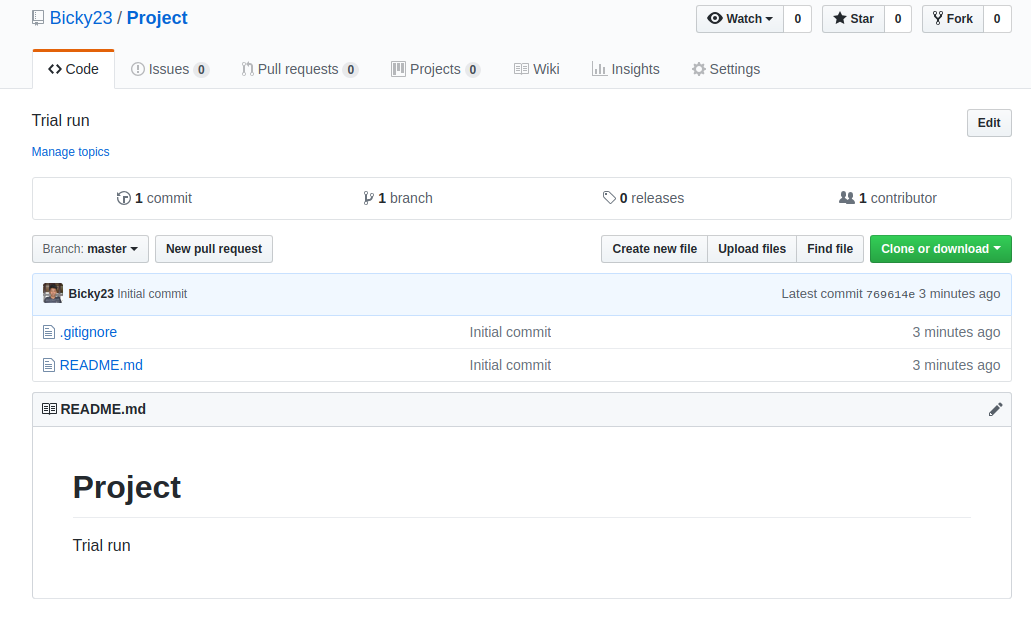 Bicky23 / Project Watch 0 Star 0 Fork 0
Code Issues 0 Pull requests 0 Projects 0 Wiki Insights Settings
Trial run Edit
Manage topics
1 commit 1 branch 0 releases 1 contributor
Branch: master New pull request Create new file Upload files Find file Clone or download
Bicky23 Initial commit Latest commit 769614e 3 minutes ago
.gitignore Initial commit 3 minutes ago
README.md Initial commit 3 minutes ago
README.md
Project
Trial run